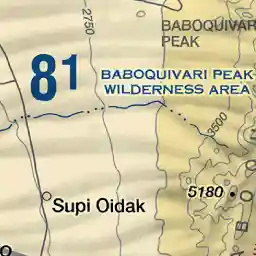 2750
BABOQUIVARI
PEAK
81
BABOQUIVARI PEAK
WILDERNESS AREA
3500
Supi Oidak
5180
B
O
O